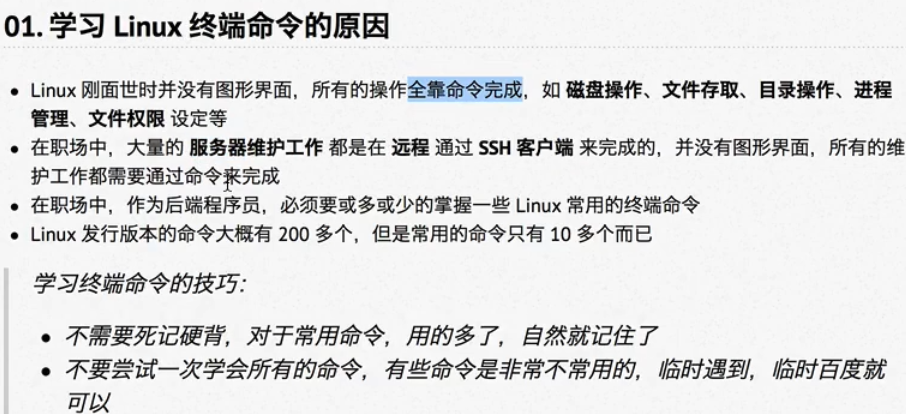 01. 学习 Linux 终端命令的原因
• Linux 刚面世时并没有图形界面，所有的操作全靠命令完成，如 磁盘操作、文件存取、目录操作、进程
管理、文件权限 设定等
• 在职场中，大量的 服务器维护工作 都是在 远程 通过 SSH 客户端 来完成的，并没有图形界面，所有的维
护工作都需要通过命令来完成
• 在职场中，作为后端程序员，必须要或多或少的掌握一些 Linux 常用的终端命令
• Linux 发行版本的命令大概有 200 多个，但是常用的命令只有 10 多个而已
学习终端命令的技巧：
• 不需要死记硬背，对于常用命令，用的多了，自然就记住了
• 不要尝试一次学会所有的命令，有些命令是非常不常用的，临时遇到，临时百度就
可以